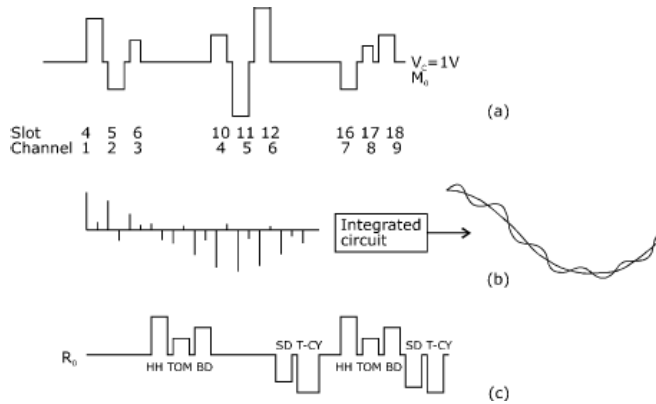 V_C=1V
M_0
(a)
Slot 4 5 6 10 11 12 16 17 18
Channel 1 2 3 4 5 6 7 8 9
Integrated
circuit
(b)
SD T-CY SD T-CY
R_0
HH TOM BD HH TOM BD
(c)